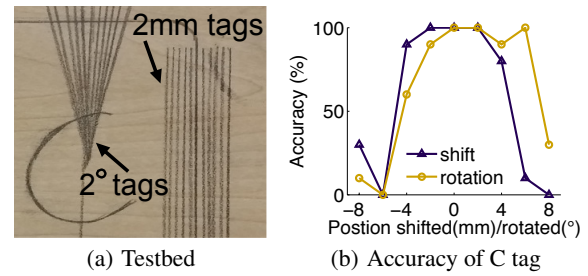 2mm tags
2° tags
(a) Testbed
Accuracy (%)
100
50
0
shift
rotation
−8 −4 0 4 8
Postion shifted(mm)/rotated(°)
(b) Accuracy of C tag